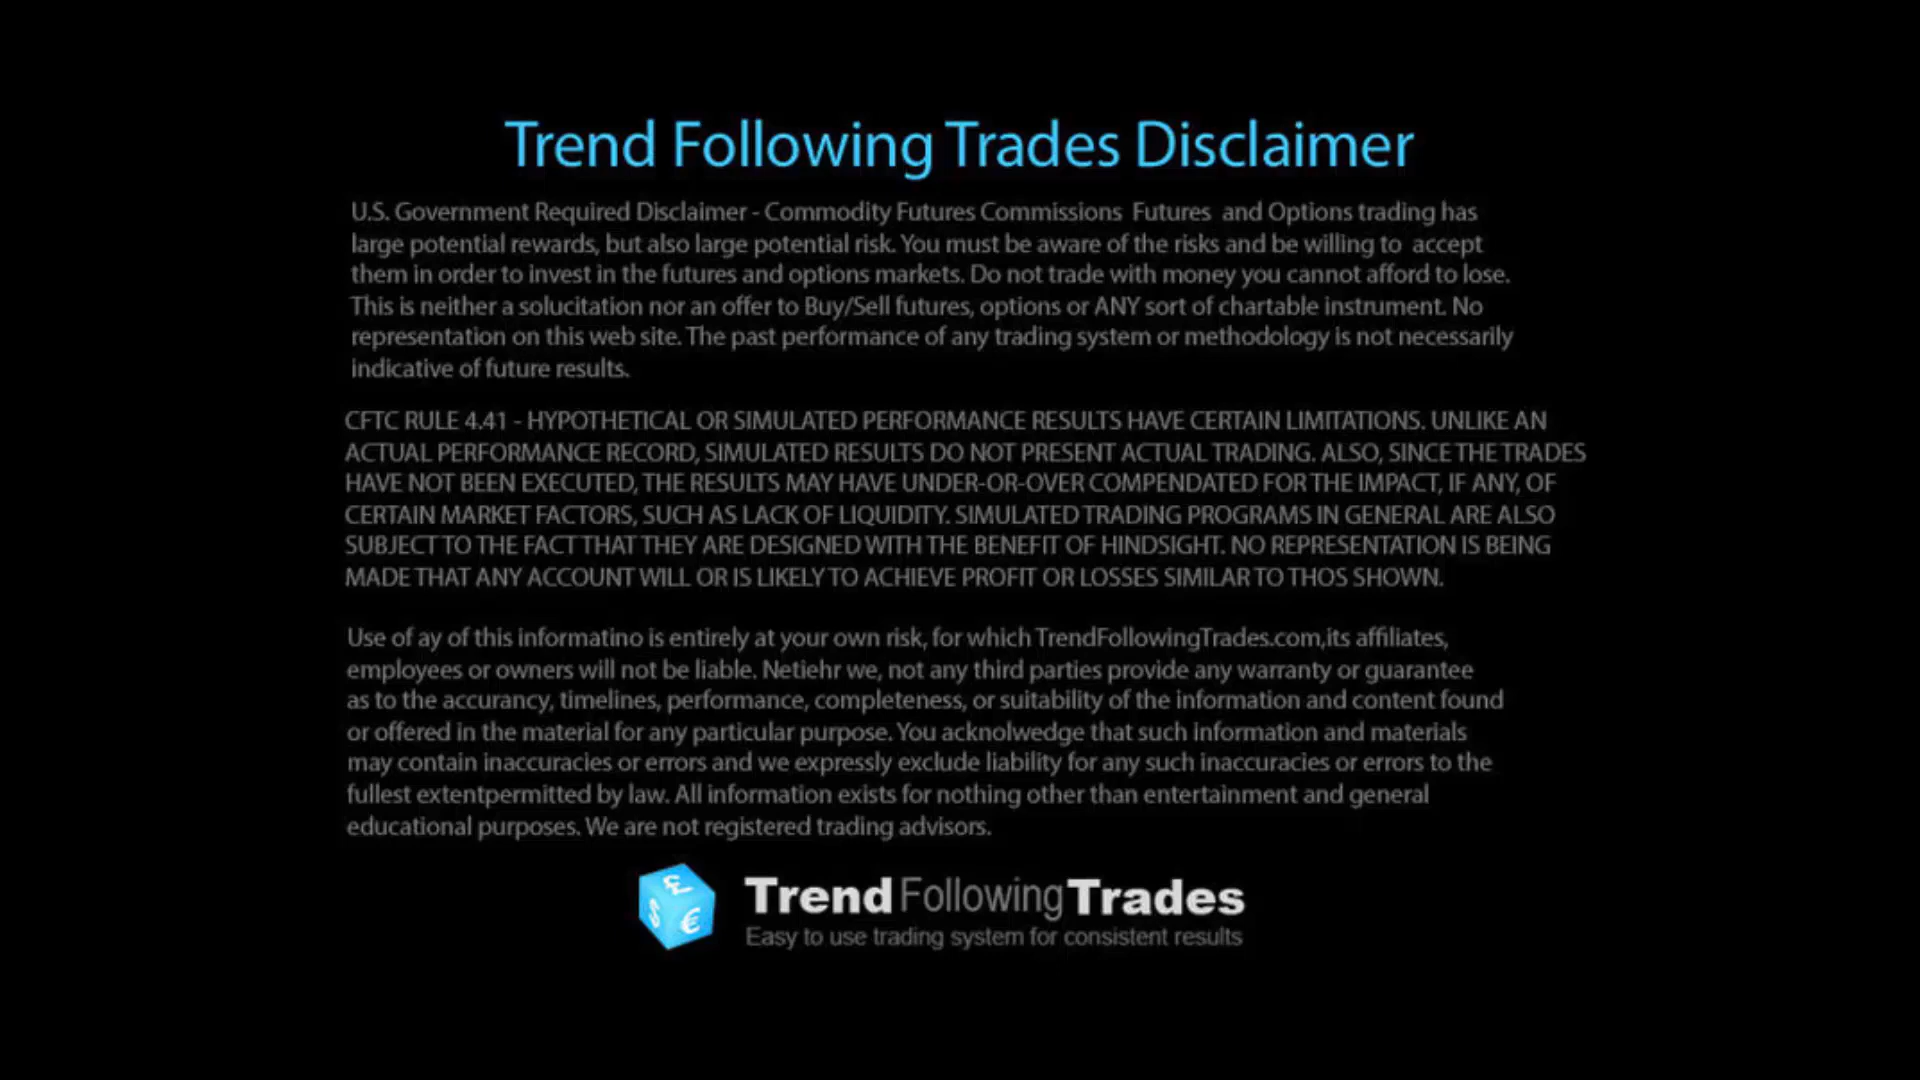 Trend Following Trades Disclaimer
U.S. Government Required Disclaimer - Commodity Futures Commissions Futures and Options trading has
large potential rewards, but also large potential risk. You must be aware of the risks and be willing to accept
them in order to invest in the futures and options markets. Do not trade with money you cannot afford to lose.
This is neither a solucitation nor an offer to Buy/Sell futures, options or ANY sort of chartable instrument. No
representation on this web site. The past performance of any trading system or methodology is not necessarily
indicative of future results.
CFTC RULE 4.41 - HYPOTHETICAL OR SIMULATED PERFORMANCE RESULTS HAVE CERTAIN LIMITATIONS. UNLIKE AN
ACTUAL PERFORMANCE RECORD, SIMULATED RESULTS DO NOT PRESENT ACTUAL TRADING. ALSO, SINCE THE TRADES
HAVE NOT BEEN EXECUTED, THE RESULTS MAY HAVE UNDER-OR-OVER COMPENDATED FOR THE IMPACT, IF ANY, OF
CERTAIN MARKET FACTORS, SUCH AS LACK OF LIQUIDITY. SIMULATED TRADING PROGRAMS IN GENERAL ARE ALSO
SUBJECT TO THE FACT THAT THEY ARE DESIGNED WITH THE BENEFIT OF HINDSIGHT. NO REPRESENTATION IS BEING
MADE THAT ANY ACCOUNT WILL OR IS LIKELY TO ACHIEVE PROFIT OR LOSSES SIMILAR TO THOS SHOWN.
Use of ay of this informatino is entirely at your own risk, for which TrendFollowingTrades.com,its affiliates,
employees or owners will not be liable. Netiehr we, not any third parties provide any warranty or guarantee
as to the accurancy, timelines, performance, completeness, or suitability of the information and content found
or offered in the material for any particular purpose. You acknolwedge that such information and materials
may contain inaccuracies or errors and we expressly exclude liability for any such inaccuracies or errors to the
fullest extentpermitted by law. All information exists for nothing other than entertainment and general
educational purposes. We are not registered trading advisors.
£ $ €
Trend Following Trades
Easy to use trading system for consistent results